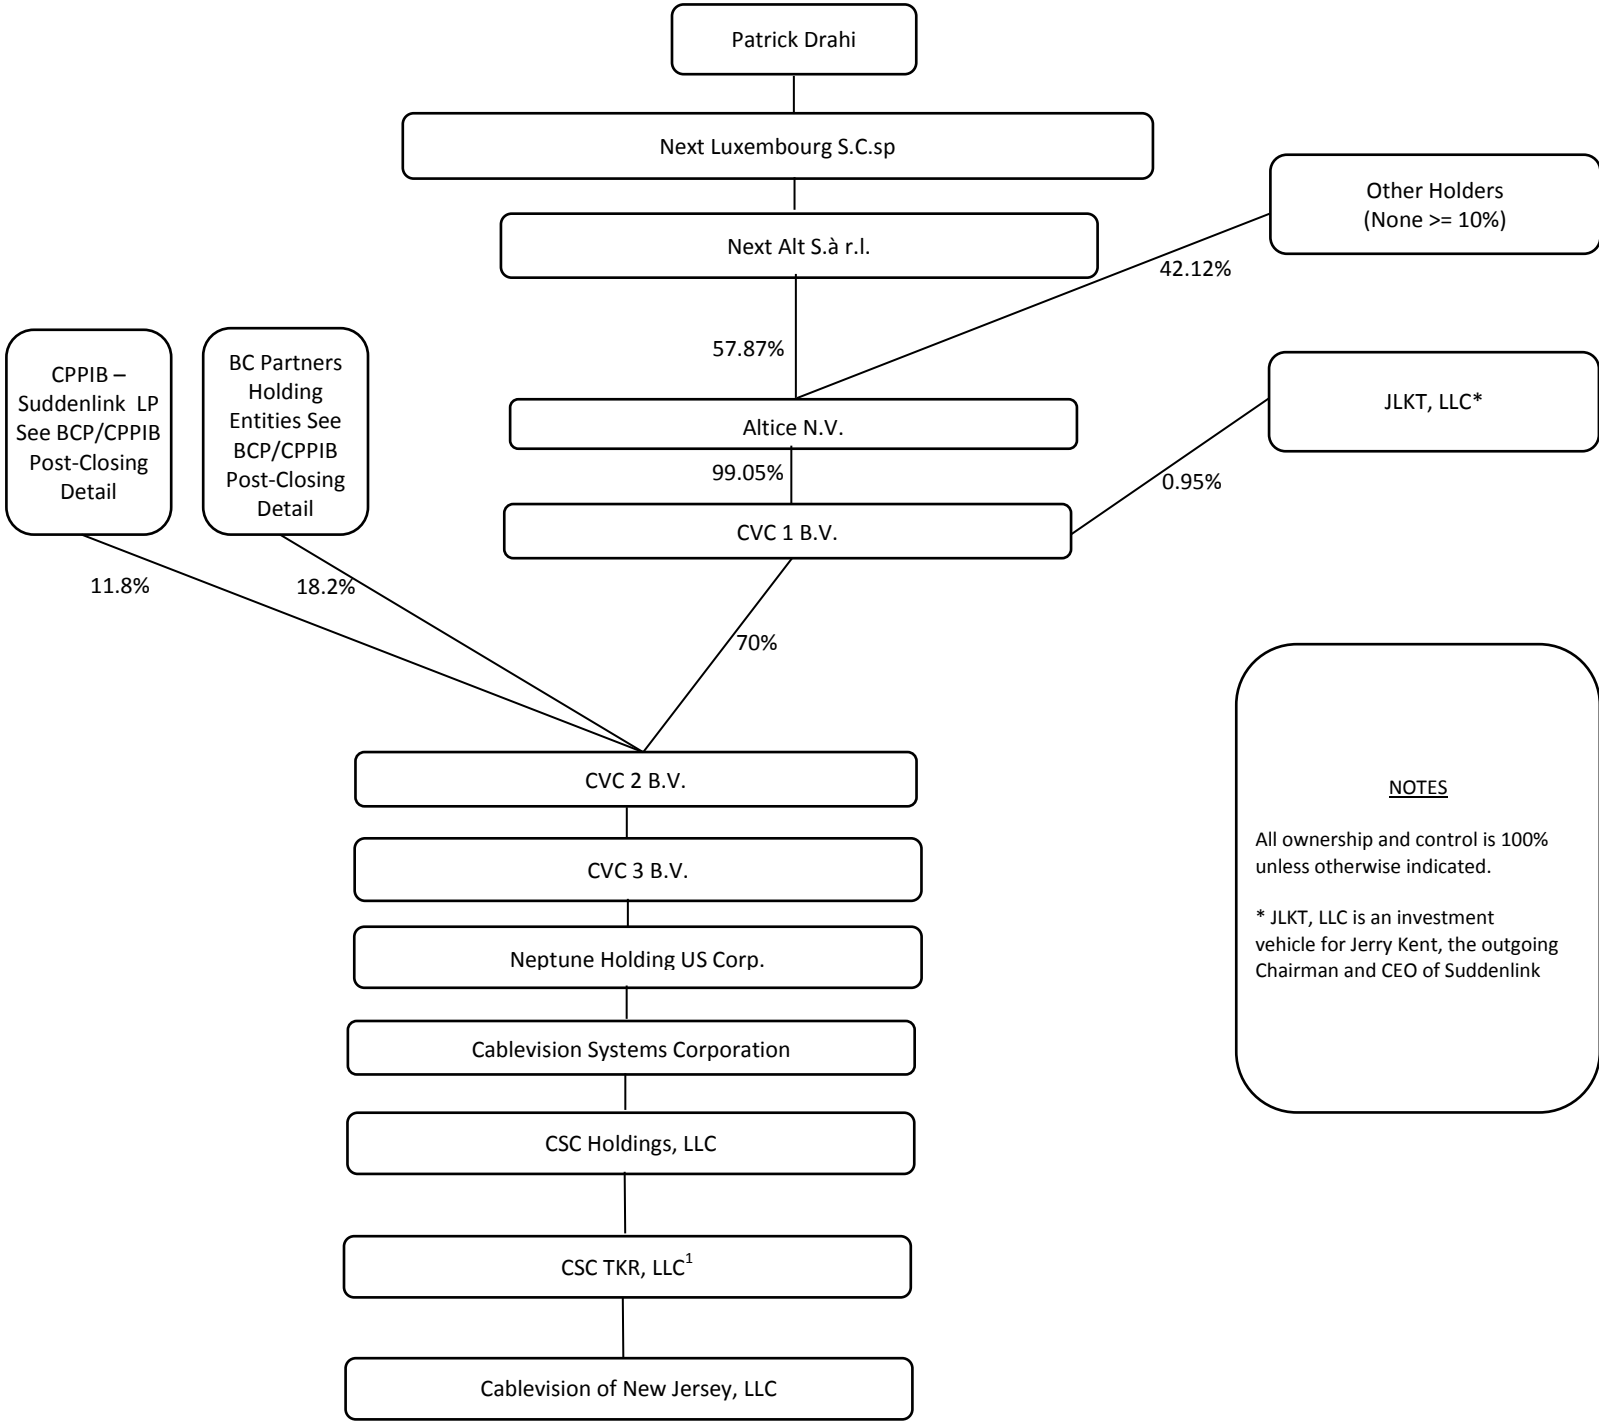 Patrick Drahi
Next Luxembourg S.C.sp
Other Holders
(None >= 10%)
Next Alt S.à r.l.
42.12%
57.87%
CPPIB –
Suddenlink LP
See BCP/CPPIB
Post-Closing
Detail
BC Partners
Holding
Entities See
BCP/CPPIB
Post-Closing
Detail
JLKT, LLC*
Altice N.V.
99.05%
0.95%
CVC 1 B.V.
11.8%
18.2%
70%
CVC 2 B.V.
CVC 3 B.V.
Neptune Holding US Corp.
Cablevision Systems Corporation
CSC Holdings, LLC
CSC TKR, LLC¹
Cablevision of New Jersey, LLC
NOTES
All ownership and control is 100%
unless otherwise indicated.
* JLKT, LLC is an investment
vehicle for Jerry Kent, the outgoing
Chairman and CEO of Suddenlink